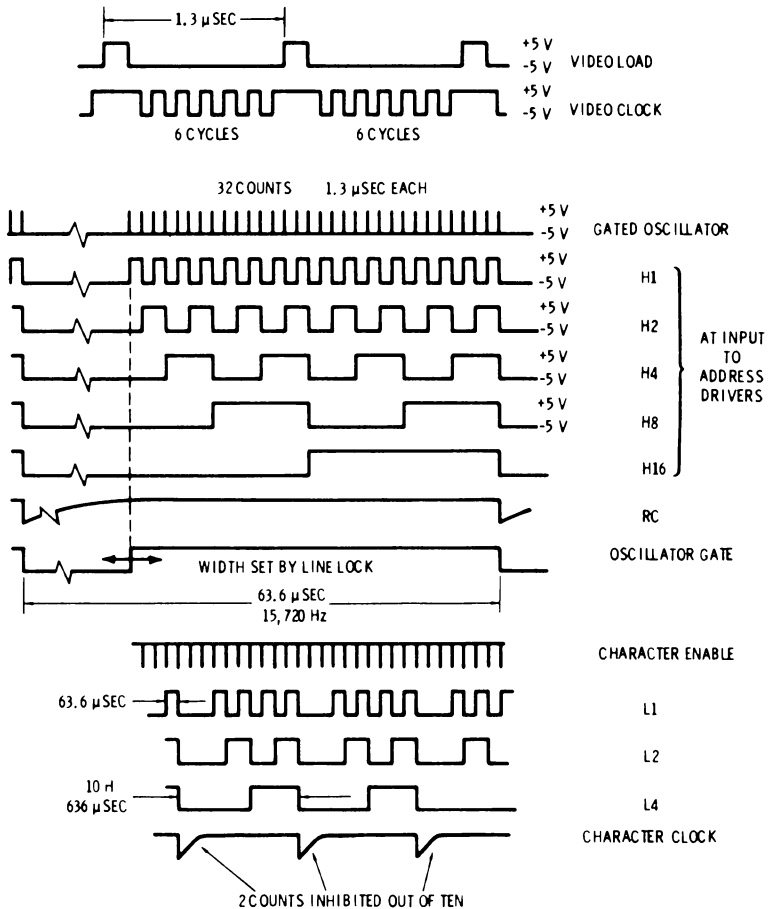 1.3 µSEC
+5 V
-5 V
VIDEO LOAD
+5 V
-5 V
VIDEO CLOCK
6 CYCLES
6 CYCLES
32 COUNTS 1.3 µSEC EACH
+5 V
-5 V
GATED OSCILLATOR
+5 V
-5 V
H1
+5 V
-5 V
H2
+5 V
-5 V
H4
+5 V
-5 V
H8
H16
AT INPUT
TO
ADDRESS
DRIVERS
RC
OSCILLATOR GATE
WIDTH SET BY LINE LOCK
63.6 µSEC
15,720 Hz
CHARACTER ENABLE
63.6 µSEC
L1
L2
10 H
636 µSEC
L4
CHARACTER CLOCK
2 COUNTS INHIBITED OUT OF TEN